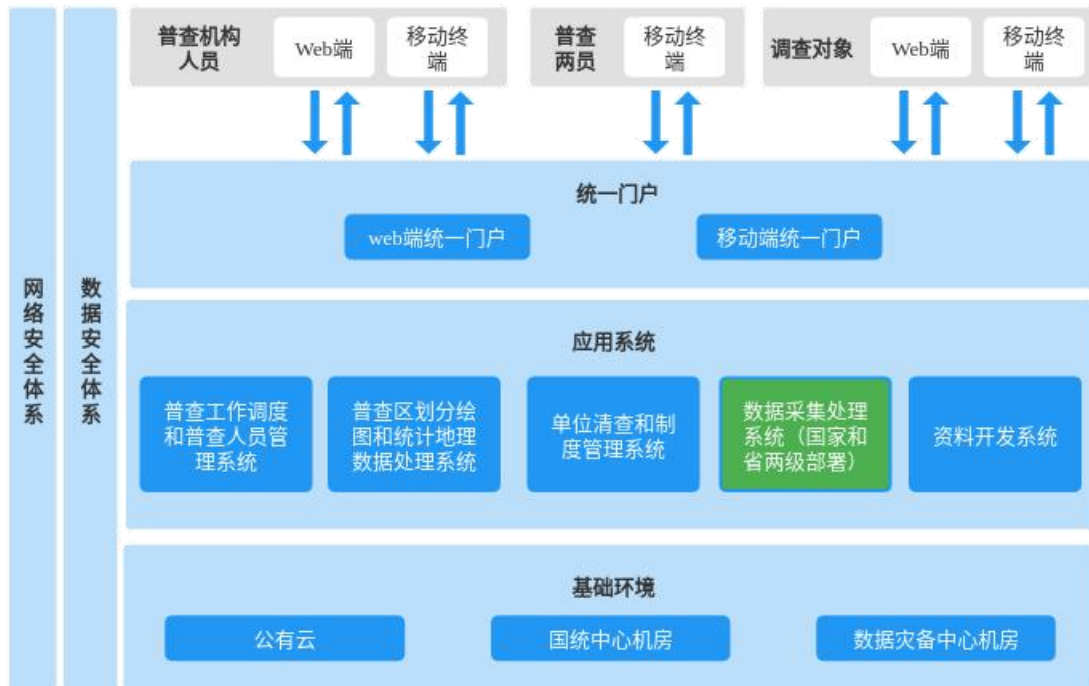 普查机构
人员
Web端
移动终
端
普查
两员
移动终
端
调查对象
Web端
移动终
端
统一门户
web端统一门户
移动端统一门户
网络安全体系
数据安全体系
应用系统
普查工作调度
和普查人员管
理系统
普查区划分绘
图和统计地理
数据处理系统
单位清查和制
度管理系统
数据采集处理
系统（国家和
省两级部署）
资料开发系统
基础环境
公有云
国统中心机房
数据灾备中心机房